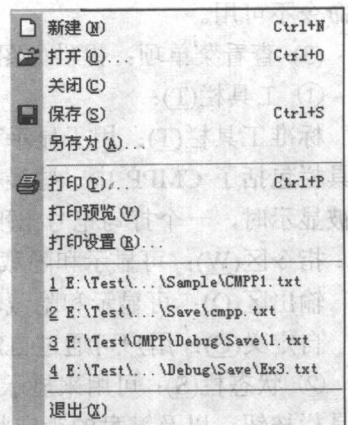 新建(N) Ctrl+N
打开(O)... Ctrl+O
关闭(C)
保存(S) Ctrl+S
另存为(A)...
打印(P)... Ctrl+P
打印预览(V)
打印设置(R)...
1 E:\Test\...\Sample\CMPP1.txt
2 E:\Test\...\Save\cmpp.txt
3 E:\Test\CMPP\Debug\Save\1.txt
4 E:\Test\...\Debug\Save\Ex3.txt
退出(X)